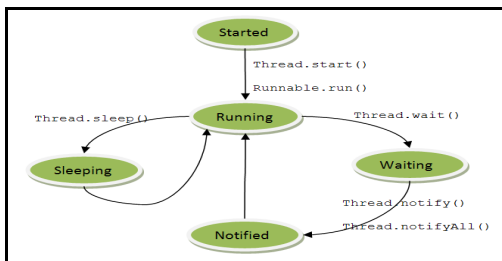 Started
Thread.start()
Runnable.run()
Thread.sleep()
Running
Thread.wait()
Sleeping
Waiting
Thread.notify()
Thread.notifyAll()
Notified